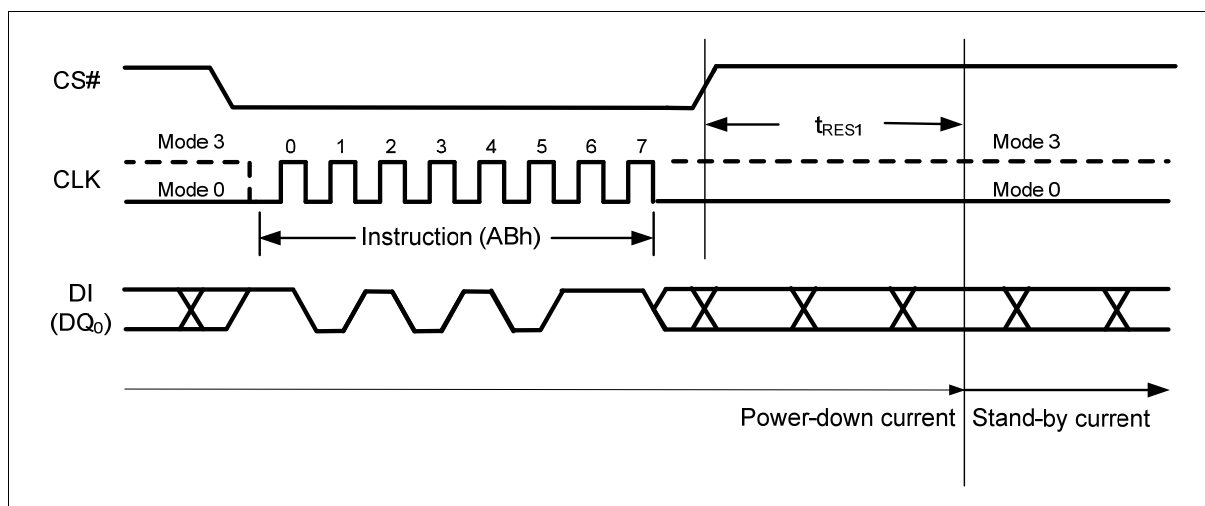 CS#
t_RES1
Mode 3
0 1 2 3 4 5 6 7
Mode 3
CLK
Mode 0
Mode 0
Instruction (ABh)
DI
(DQ₀)
Power-down current
Stand-by current